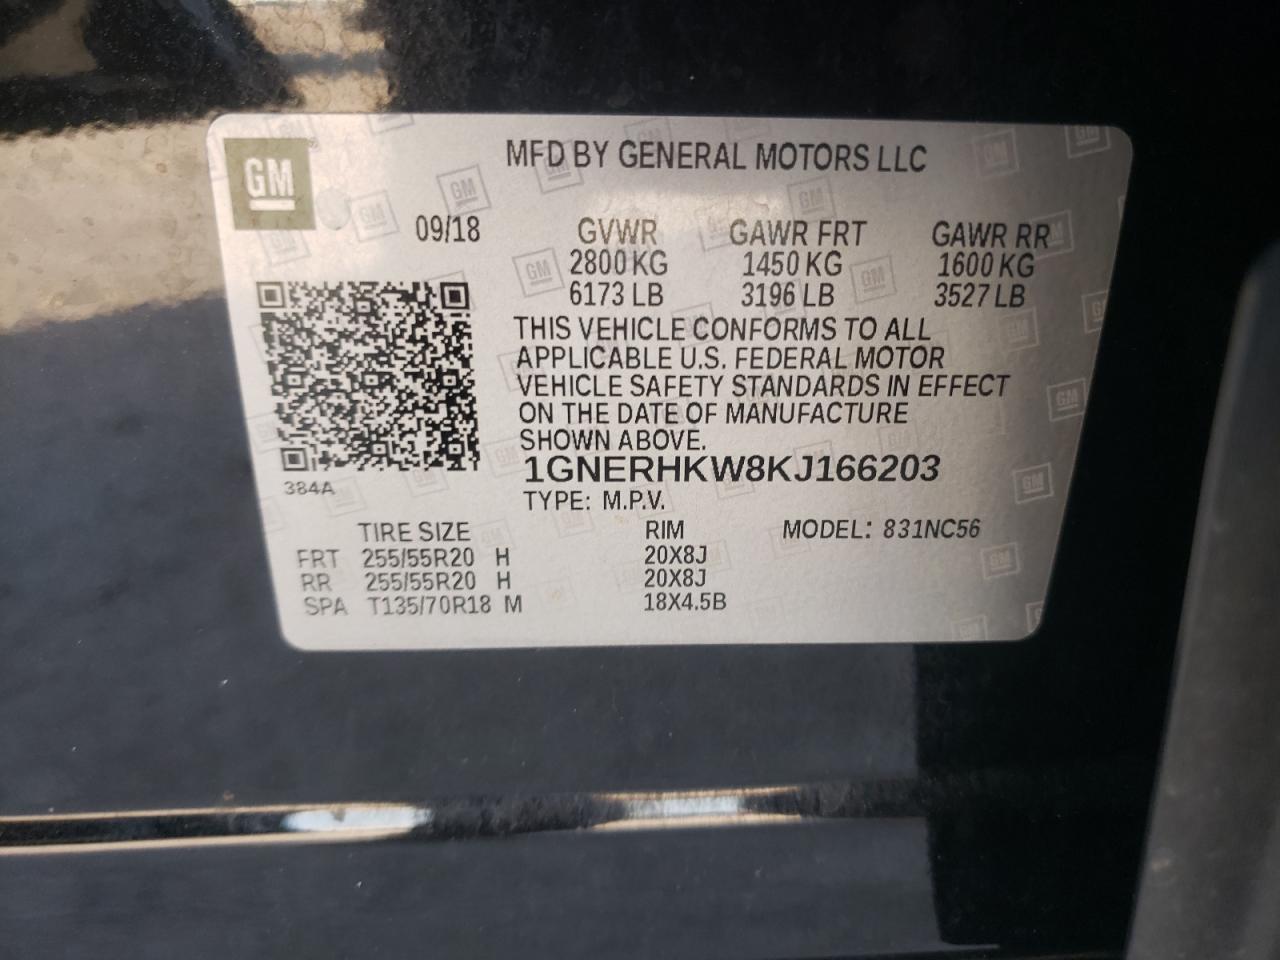 GM
MFD BY GENERAL MOTORS LLC
09/18 GVWR GAWR FRT GAWR RR
2800 KG 1450 KG 1600 KG
6173 LB 3196 LB 3527 LB
THIS VEHICLE CONFORMS TO ALL
APPLICABLE U.S. FEDERAL MOTOR
VEHICLE SAFETY STANDARDS IN EFFECT
ON THE DATE OF MANUFACTURE
SHOWN ABOVE.
384A
1GNERHKW8KJ166203
TYPE: M.P.V.
TIRE SIZE RIM MODEL: 831NC56
FRT 255/55R20 H 20X8J
RR 255/55R20 H 20X8J
SPA T135/70R18 M 18X4.5B